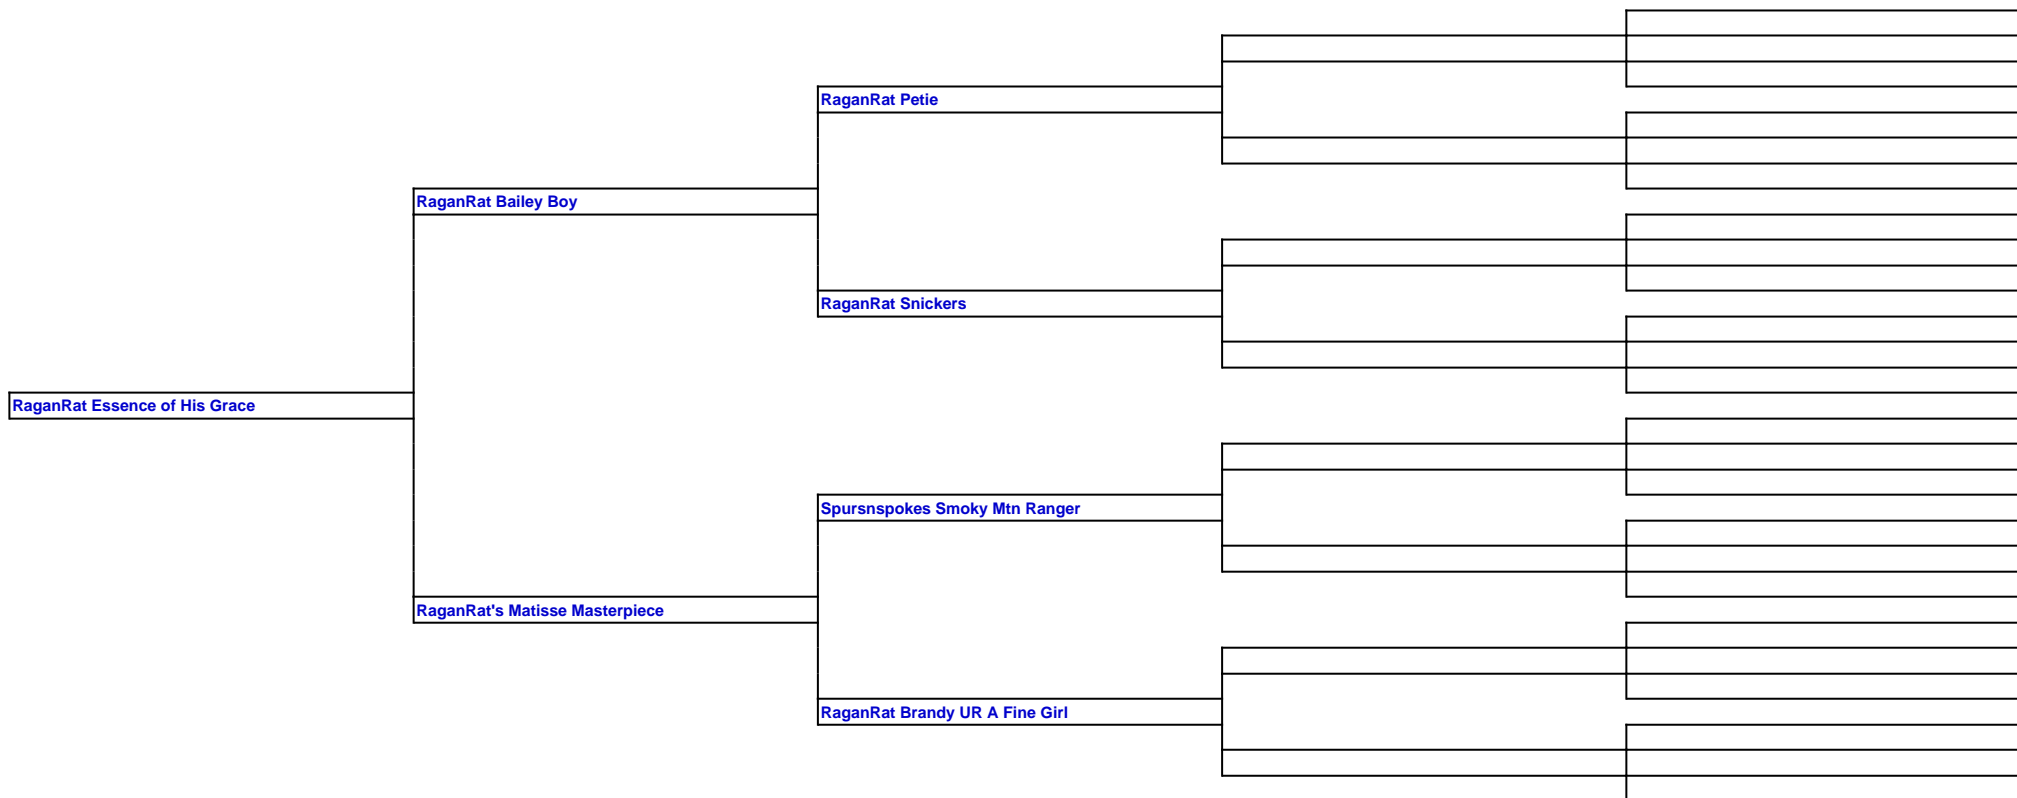 RaganRat Petie
RaganRat Bailey Boy
RaganRat Snickers
RaganRat Essence of His Grace
Spursnspokes Smoky Mtn Ranger
RaganRat's Matisse Masterpiece
RaganRat Brandy UR A Fine Girl